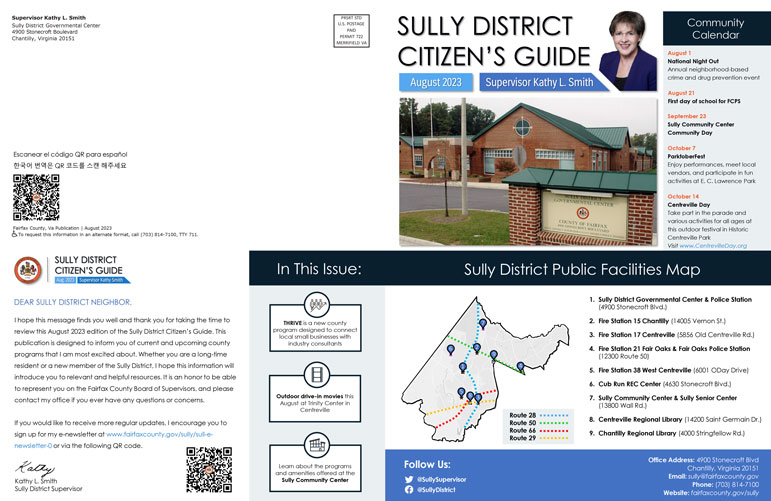 Supervisor Kathy L. Smith
Sully District Governmental Center
4900 Stonecroft Boulevard
Chantilly, Virginia 20151
PRSRT STD
U.S. POSTAGE
PAID
PERMIT 722
MERRIFIELD VA
Escanear el código QR para español
한국어 번역은 QR 코드를 스캔 해주세요
Fairfax County, Va Publication | August 2023
To request this information in an alternate format, call (703) 814-7100, TTY 711.
SULLY DISTRICT
CITIZEN'S GUIDE
August 2023
Supervisor Kathy L. Smith
SULLY DISTRICT
GOVERNMENTAL CENTER
COUNTY OF FAIRFAX
Community
Calendar
August 1
National Night Out
Annual neighborhood-based
crime and drug prevention event
August 21
First day of school for FCPS
September 23
Sully Community Center
Community Day
October 7
ParktoberFest
Enjoy performances, meet local
vendors, and participate in fun
activities at E. C. Lawrence Park
October 14
Centreville Day
Take part in the parade and
various activities for all ages at
this outdoor festival in Historic
Centreville Park
Visit www.CentrevilleDay.org
SULLY DISTRICT
CITIZEN'S GUIDE
Aug. 2023
Supervisor Kathy L. Smith
DEAR SULLY DISTRICT NEIGHBOR,
I hope this message finds you well and thank you for taking the time to
review this August 2023 edition of the Sully District Citizen's Guide. This
publication is designed to inform you of current and upcoming county
programs that I am most excited about. Whether you are a long-time
resident or a new member of the Sully District, I hope this information will
introduce you to relevant and helpful resources. It is an honor to be able
to represent you on the Fairfax County Board of Supervisors, and please
contact my office if you ever have any questions or concerns.
If you would like to receive more regular updates, I encourage you to
sign up for my e-newsletter at www.fairfaxcounty.gov/sully/sull-e-
newsletter-0 or via the following QR code.
Kathy
Kathy L. Smith
Sully District Supervisor
In This Issue:
THRIVE is a new county
program designed to connect
local small businesses with
industry consultants
Outdoor drive-in movies this
August at Trinity Center in
Centreville
Learn about the programs
and amenities offered at the
Sully Community Center
Sully District Public Facilities Map
Route 28
Route 50
Route 66
Route 29
1. Sully District Governmental Center & Police Station
(4900 Stonecroft Blvd.)
2. Fire Station 15 Chantilly (14005 Vernon St.)
3. Fire Station 17 Centreville (5856 Old Centreville Rd.)
4. Fire Station 21 Fair Oaks & Fair Oaks Police Station
(12300 Route 50)
5. Fire Station 38 West Centreville (6001 ODay Drive)
6. Cub Run REC Center (4630 Stonecroft Blvd.)
7. Sully Community Center & Sully Senior Center
(13800 Wall Rd.)
8. Centreville Regional Library (14200 Saint Germain Dr.)
9. Chantilly Regional Library (4000 Stringfellow Rd.)
Follow Us:
@SullySupervisor
@SullyDistrict
Office Address: 4900 Stonecroft Blvd
Chantilly, Virginia 20151
Email: sully@fairfaxcounty.gov
Phone: (703) 814-7100
Website: fairfaxcounty.gov/sully